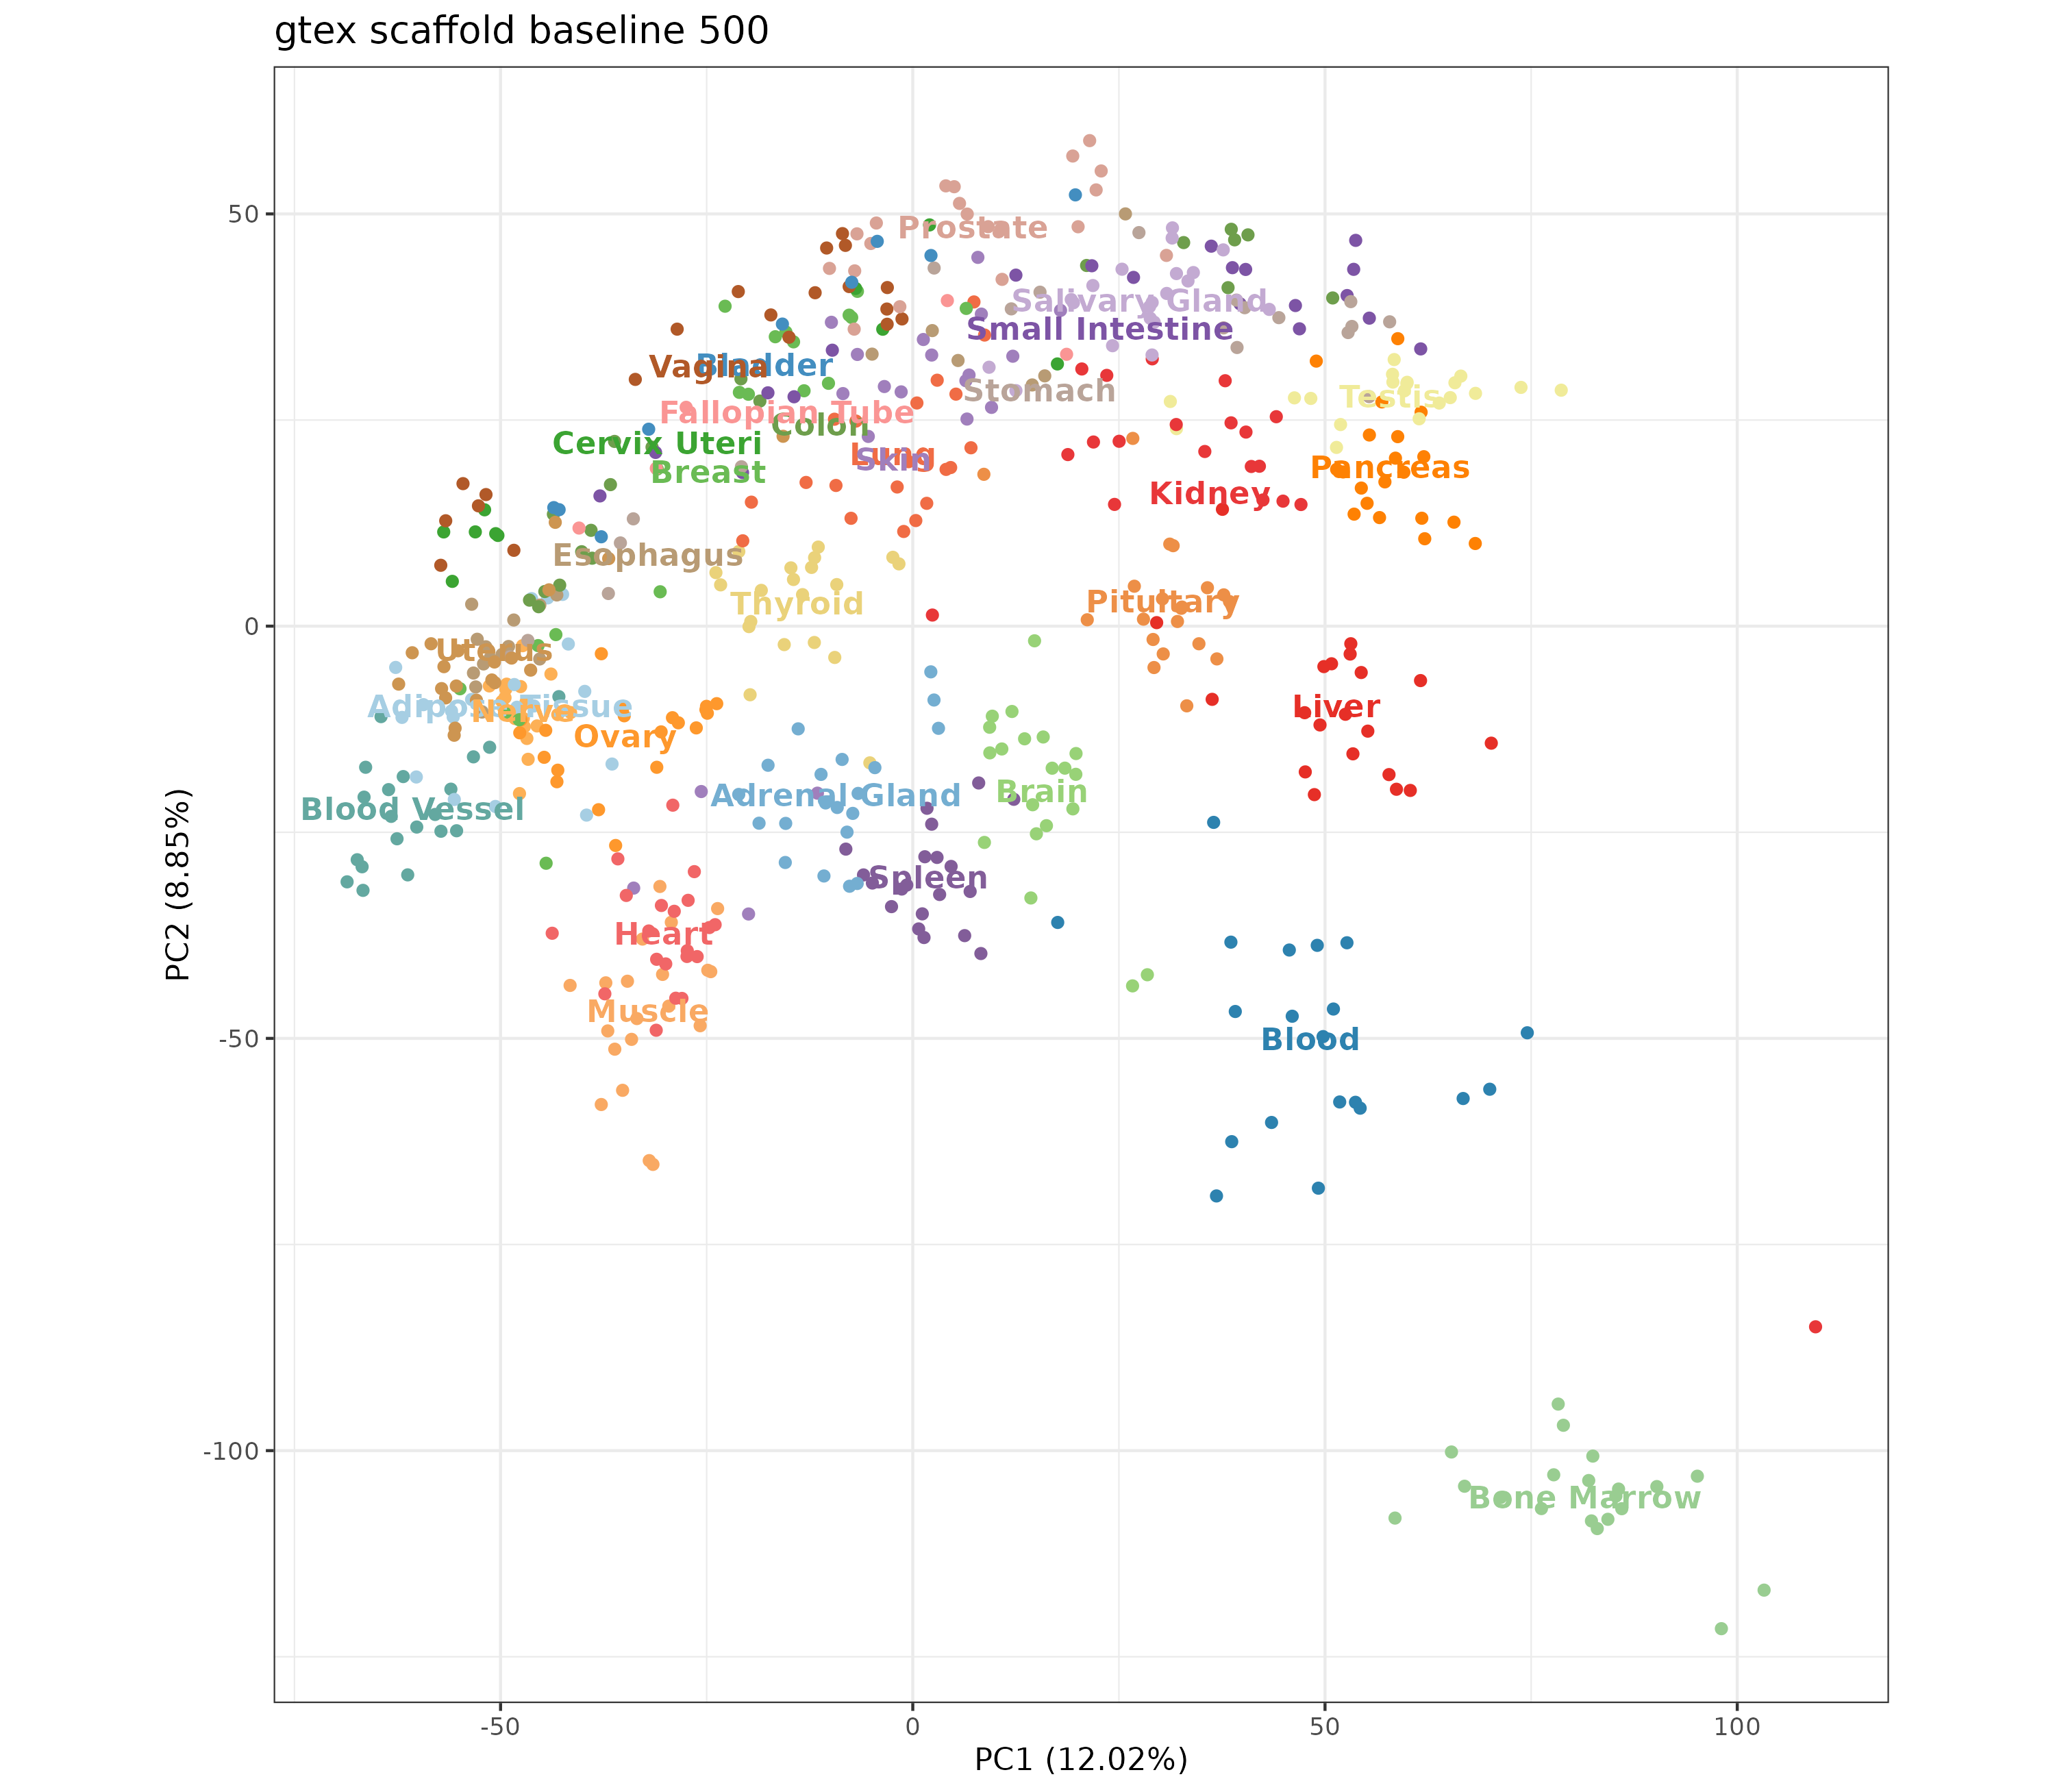 gtex scaffold baseline 500
50
0
-50
-100
PC2 (8.85%)
Prostate
Salivary Gland
Small Intestine
Vagina
Bladder
Stomach
Testis
Fallopian Tube
Colon
Cervix Uteri
Lung
Skin
Breast
Pancreas
Kidney
Esophagus
Thyroid
Pituitary
Uterus
Adipose Tissue
Nerve
Liver
Ovary
Adrenal Gland
Brain
Blood Vessel
Spleen
Heart
Muscle
Blood
Bone Marrow
-50
0
50
100
PC1 (12.02%)